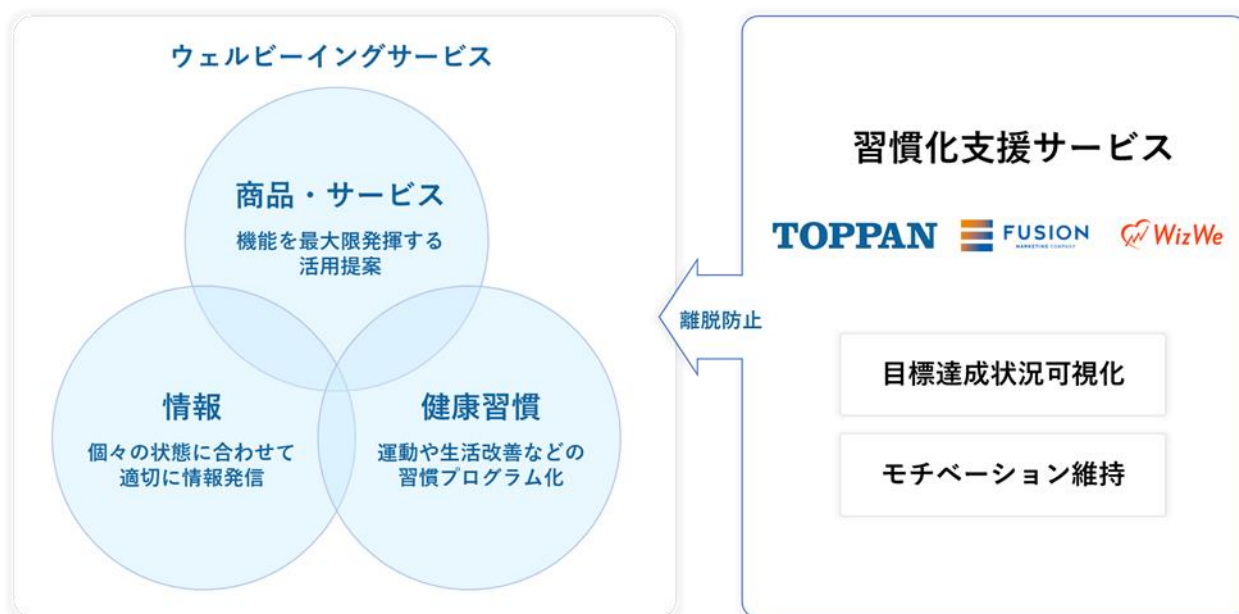 ウェルビーイングサービス
商品・サービス
機能を最大限発揮する
活用提案
情報
個々の状態に合わせて
適切に情報発信
健康習慣
運動や生活改善などの
習慣プログラム化
離脱防止
習慣化支援サービス
TOPPAN
FUSION
MARKETING COMPANY
WizWe
目標達成状況可視化
モチベーション維持